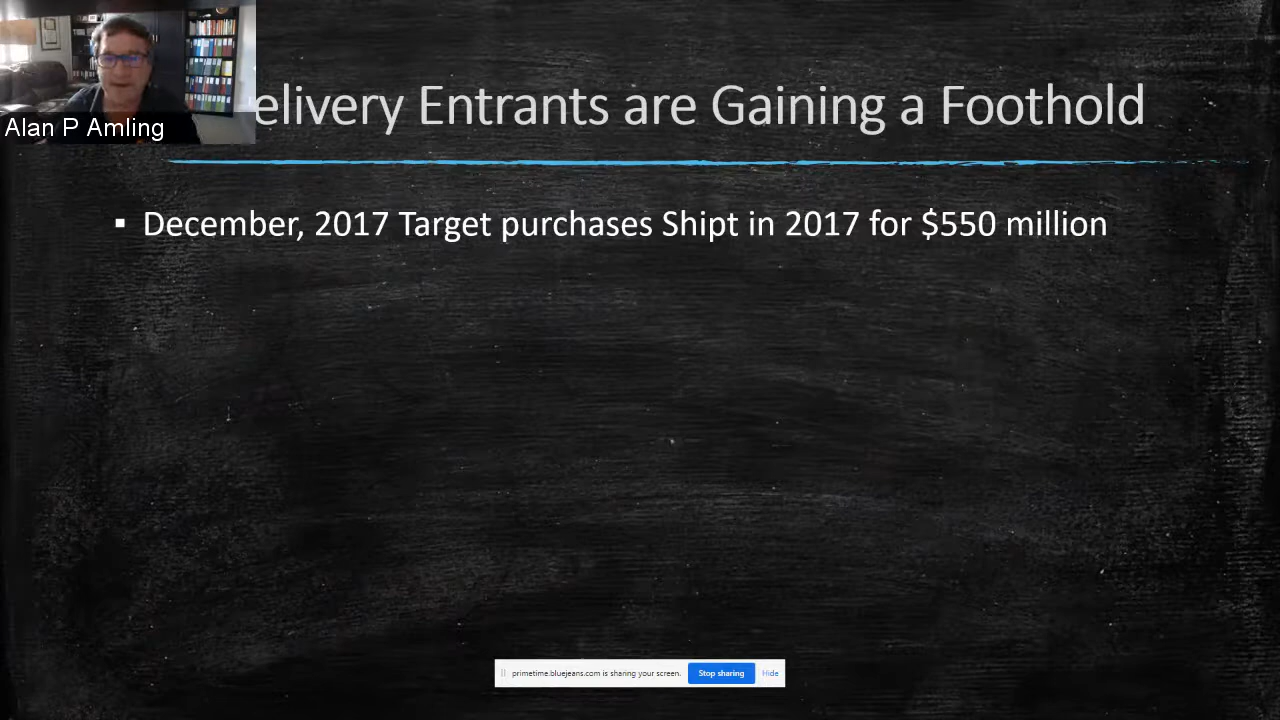 elivery Entrants are Gaining a Foothold
Alan P Amling
▪ December, 2017 Target purchases Shipt in 2017 for $550 million
primetime.bluejeans.com is sharing your screen.
Stop sharing
Hide